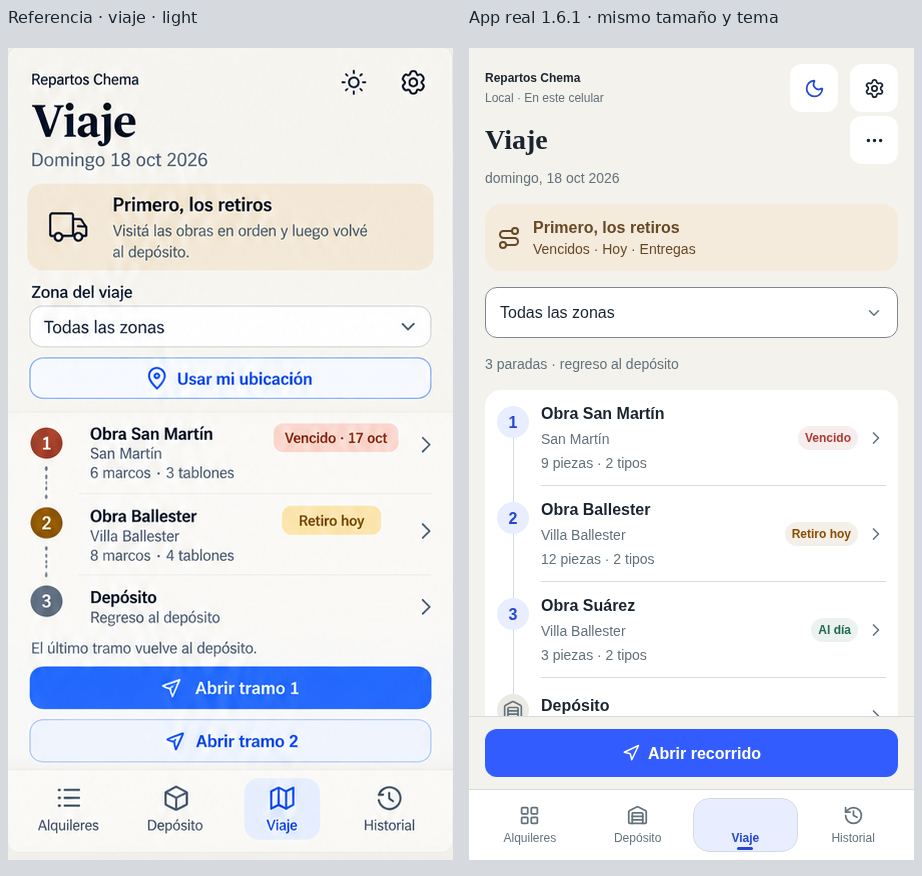 Referencia · viaje · light
Repartos Chema
Viaje
Domingo 18 oct 2026
Primero, los retiros
Visitá las obras en orden y luego volvé
al depósito.
Zona del viaje
Todas las zonas
Usar mi ubicación
1
Obra San Martín
Vencido · 17 oct
San Martín
6 marcos · 3 tablones
2
Obra Ballester
Retiro hoy
Villa Ballester
8 marcos · 4 tablones
3
Depósito
Regreso al depósito
El último tramo vuelve al depósito.
Abrir tramo 1
Abrir tramo 2
Alquileres
Depósito
Viaje
Historial
App real 1.6.1 · mismo tamaño y tema
Repartos Chema
Local · En este celular
Viaje
domingo, 18 oct 2026
Primero, los retiros
Vencidos · Hoy · Entregas
Todas las zonas
3 paradas · regreso al depósito
1
Obra San Martín
San Martín
Vencido
9 piezas · 2 tipos
2
Obra Ballester
Villa Ballester
Retiro hoy
12 piezas · 2 tipos
3
Obra Suárez
Villa Ballester
Al día
3 piezas · 2 tipos
Depósito
Abrir recorrido
Alquileres
Depósito
Viaje
Historial